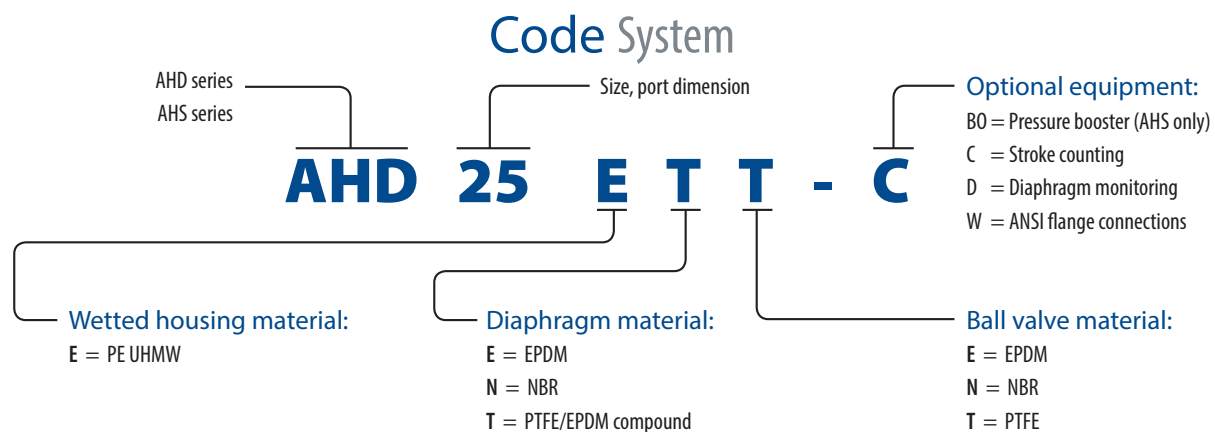 Code System
AHD series
AHS series
Size, port dimension
AHD 25 E T T - C
Optional equipment:
BO = Pressure booster (AHS only)
C = Stroke counting
D = Diaphragm monitoring
W = ANSI flange connections
Wetted housing material:
E = PE UHMW
Diaphragm material:
E = EPDM
N = NBR
T = PTFE/EPDM compound
Ball valve material:
E = EPDM
N = NBR
T = PTFE